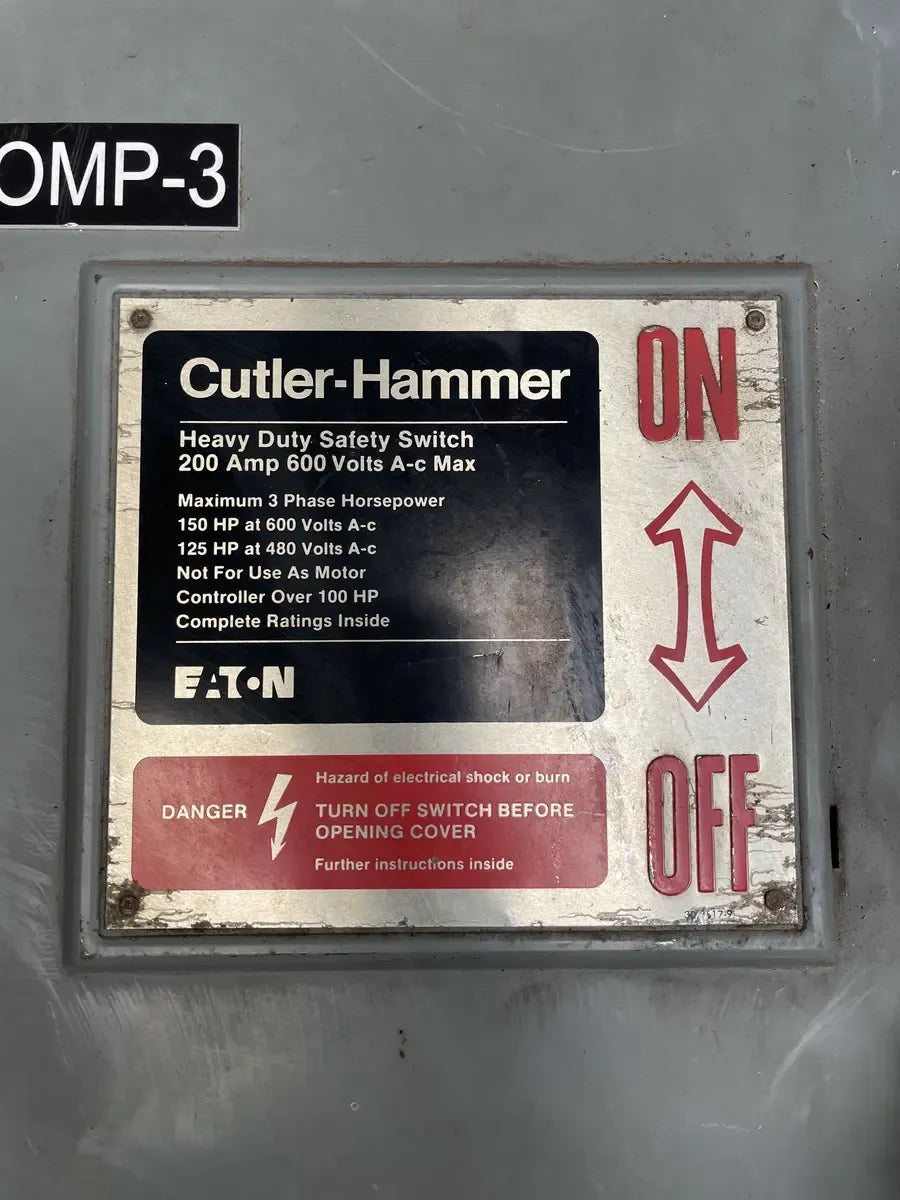 OMP-3
Cutler-Hammer
Heavy Duty Safety Switch
200 Amp 600 Volts A-c Max
Maximum 3 Phase Horsepower
150 HP at 600 Volts A-c
125 HP at 480 Volts A-c
Not For Use As Motor
Controller Over 100 HP
Complete Ratings Inside
EATON
ON
OFF
DANGER
Hazard of electrical shock or burn
TURN OFF SWITCH BEFORE
OPENING COVER
Further instructions inside